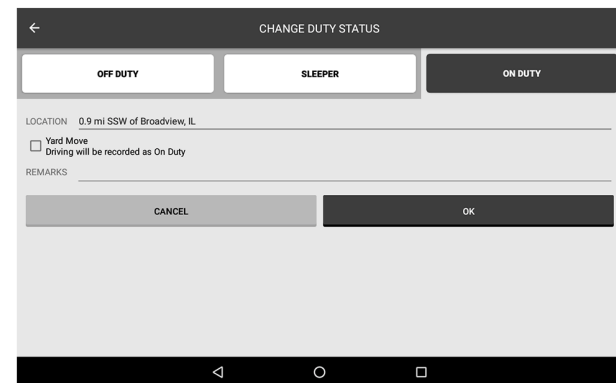 CHANGE DUTY STATUS
OFF DUTY SLEEPER ON DUTY
LOCATION 0.9 mi SSW of Broadview, IL
Yard Move
Driving will be recorded as On Duty
REMARKS
CANCEL OK